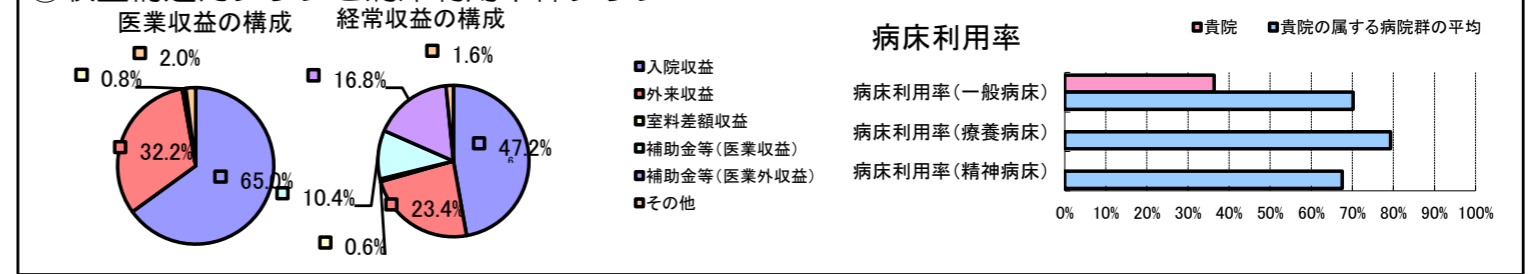 医業収益の構成
2.0%
0.8%
32.2%
65.0%
経常収益の構成
1.6%
16.8%
47.2%
10.4%
23.4%
0.6%
入院収益
外来収益
室料差額収益
補助金等(医業収益)
補助金等(医業外収益)
その他
病床利用率
貴院 貴院の属する病院群の平均
病床利用率(一般病床)
病床利用率(療養病床)
病床利用率(精神病床)
0% 10% 20% 30% 40% 50% 60% 70% 80% 90% 100%